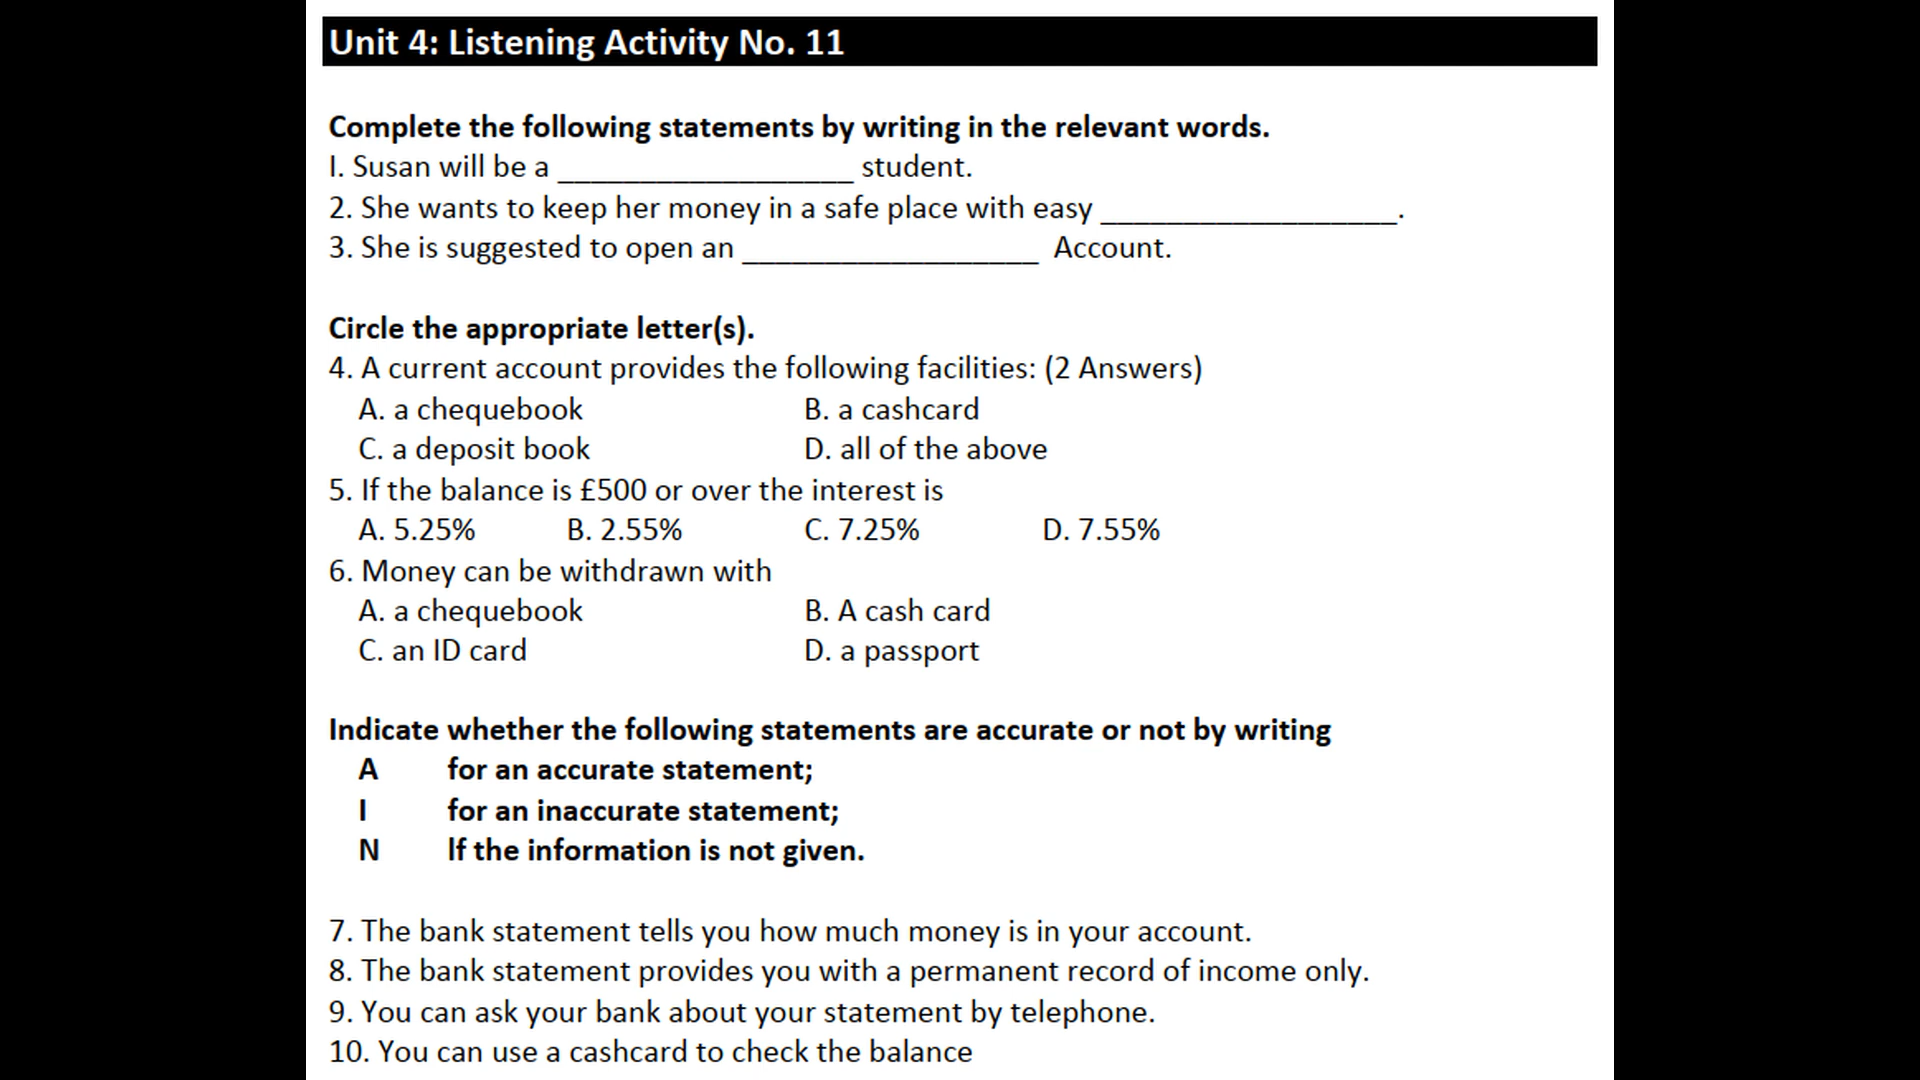 Unit 4: Listening Activity No. 11
Complete the following statements by writing in the relevant words.
I. Susan will be a __________________ student.
2. She wants to keep her money in a safe place with easy __________________.
3. She is suggested to open an __________________ Account.
Circle the appropriate letter(s).
4. A current account provides the following facilities: (2 Answers)
A. a chequebook B. a cashcard
C. a deposit book D. all of the above
5. If the balance is £500 or over the interest is
A. 5.25% B. 2.55% C. 7.25% D. 7.55%
6. Money can be withdrawn with
A. a chequebook B. A cash card
C. an ID card D. a passport
Indicate whether the following statements are accurate or not by writing
A for an accurate statement;
I for an inaccurate statement;
N If the information is not given.
7. The bank statement tells you how much money is in your account.
8. The bank statement provides you with a permanent record of income only.
9. You can ask your bank about your statement by telephone.
10. You can use a cashcard to check the balance